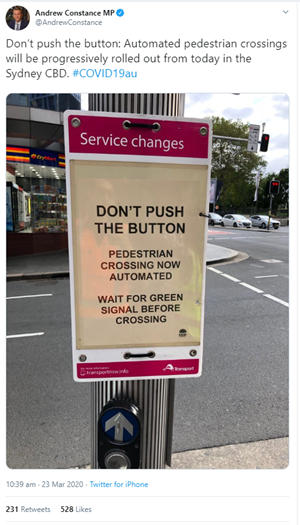 Andrew Constance MP
@AndrewConstance
Don't push the button: Automated pedestrian crossings
will be progressively rolled out from today in the
Sydney CBD. #COVID19au
Service changes
EzyMart
DON'T PUSH
THE BUTTON
PEDESTRIAN
CROSSING NOW
AUTOMATED
WAIT FOR GREEN
SIGNAL BEFORE
CROSSING
transportnsw.info
Transport
10:39 am · 23 Mar 2020 · Twitter for iPhone
231 Retweets 528 Likes